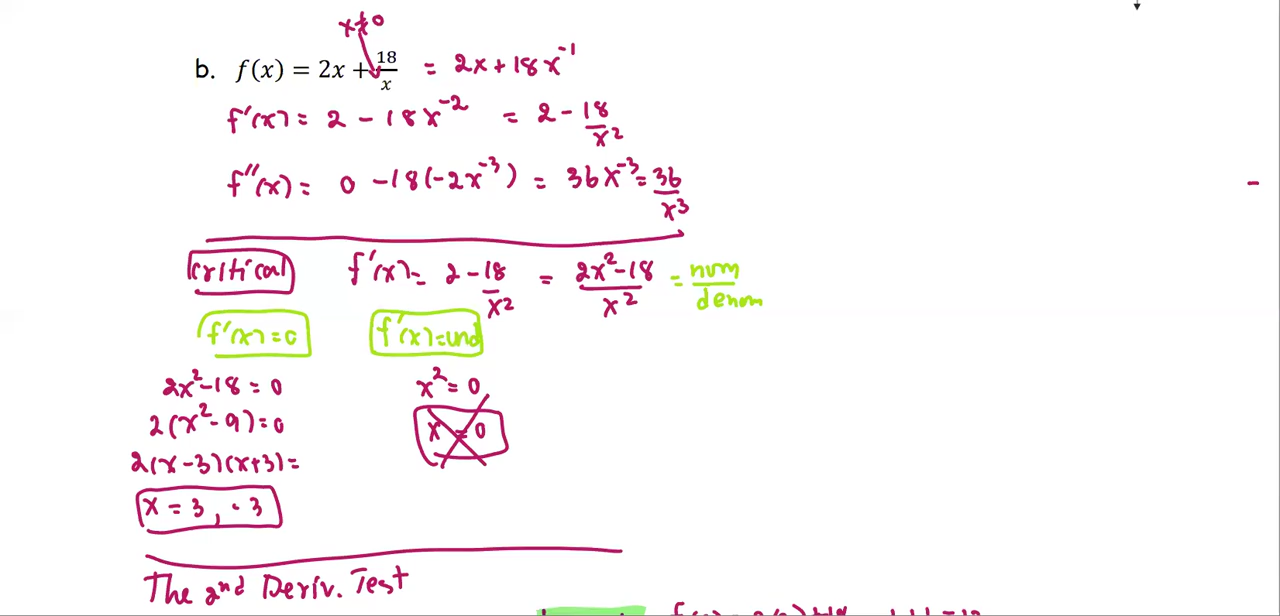 x≠0
b. f(x) = 2x + 18/x = 2x + 18x⁻¹
f'(x) = 2 - 18x⁻² = 2 - 18/x²
f''(x) = 0 - 18(-2x⁻³) = 36x⁻³ = 36/x³
critical f'(x) = 2 - 18/x² = 2x²-18/x² = num/denom
f'(x) = 0 f'(x) = und
2x²-18 = 0 x² = 0
2(x²-9) = 0 x = 0
2(x-3)(x+3) =
x = 3, -3
The 2nd Deriv. Test